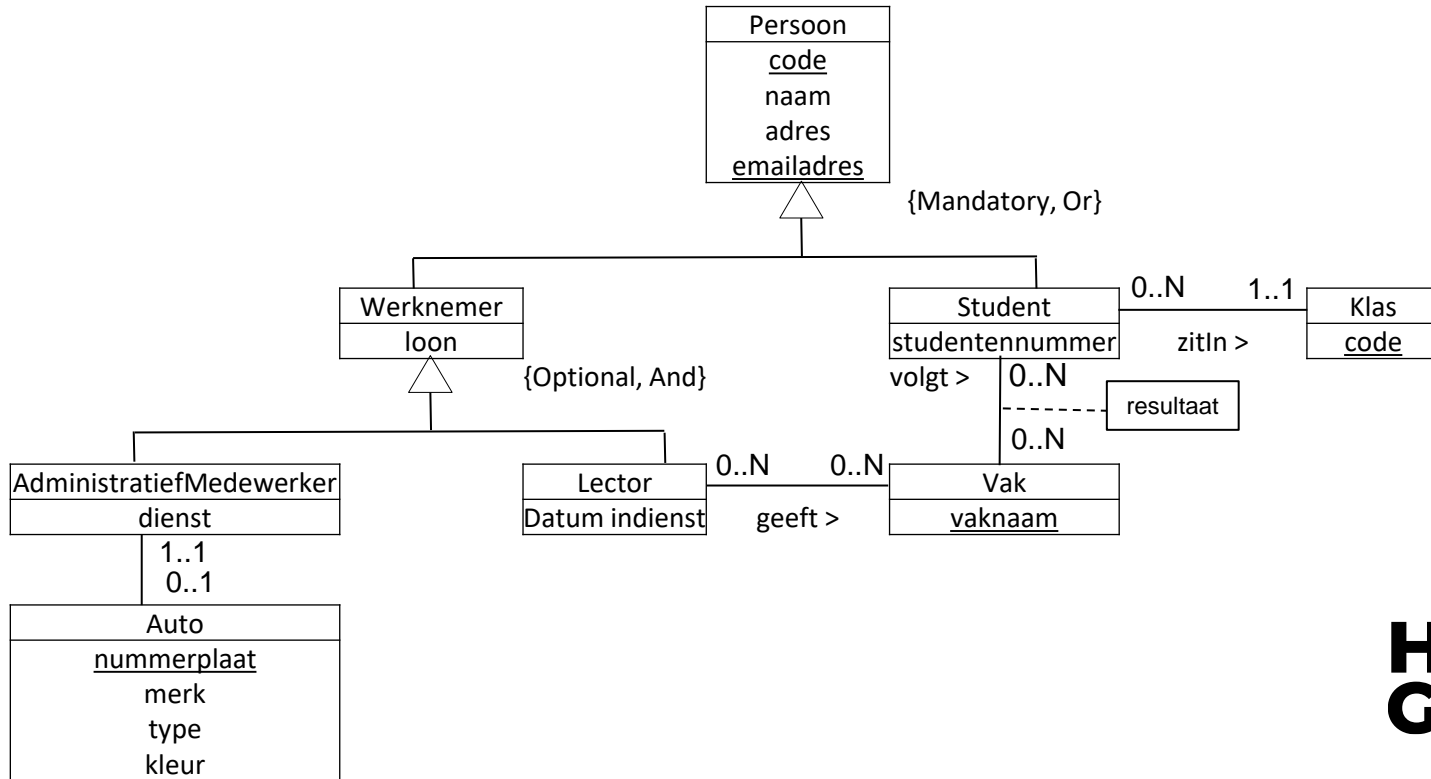 Persoon
code
naam
adres
emailadres
{Mandatory, Or}
Werknemer
loon
Student
studentennummer
0..N
1..1
zitIn >
Klas
code
{Optional, And}
volgt >
0..N
resultaat
0..N
AdministratiefMedewerker
dienst
Lector
Datum indienst
0..N
0..N
geeft >
Vak
vaknaam
1..1
0..1
Auto
nummerplaat
merk
type
kleur
H
G